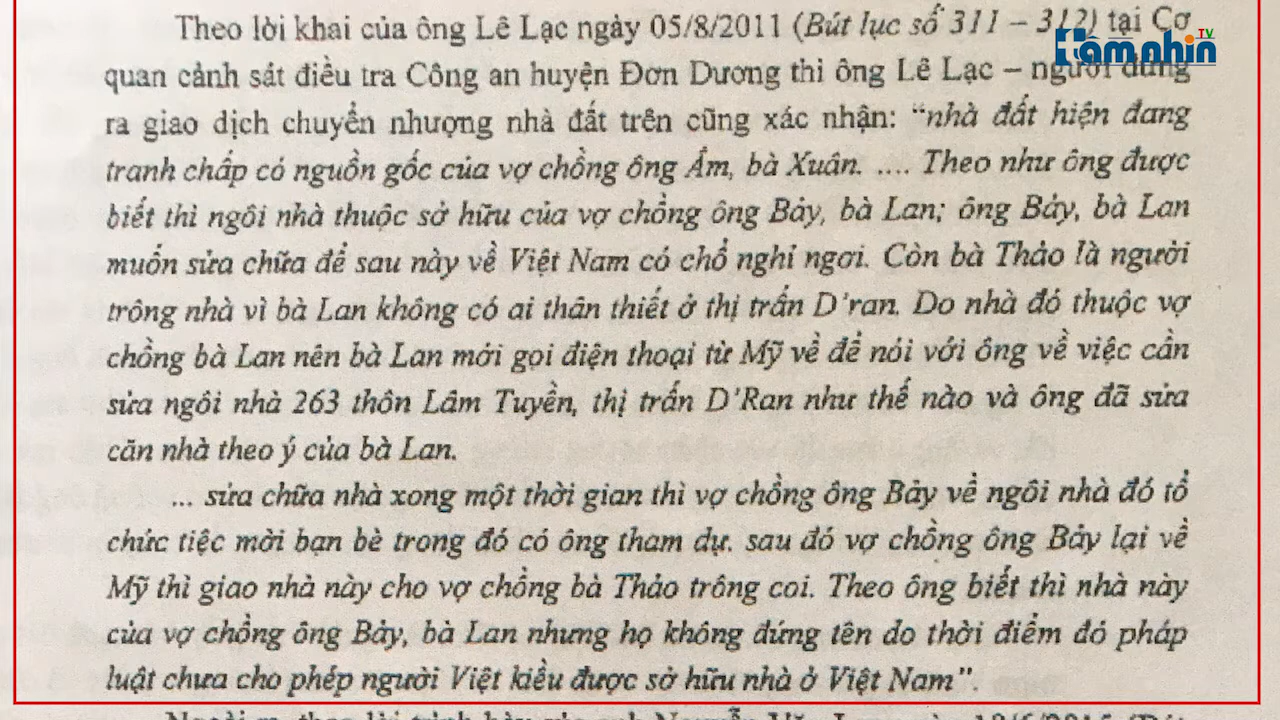 Theo lời khai của ông Lê Lạc ngày 05/8/2011 (Bút lục số 311 – 312) tại Cơ
TầmnhìnTV
quan cảnh sát điều tra Công an huyện Đơn Dương thì ông Lê Lạc – người đứng
ra giao dịch chuyển nhượng nhà đất trên cũng xác nhận: “nhà đất hiện đang
tranh chấp có nguồn gốc của vợ chồng ông Ẩm, bà Xuân. .... Theo như ông được
biết thì ngôi nhà thuộc sở hữu của vợ chồng ông Bảy, bà Lan; ông Bảy, bà Lan
muốn sửa chữa để sau này về Việt Nam có chổ nghỉ ngơi. Còn bà Thảo là người
trông nhà vì bà Lan không có ai thân thiết ở thị trấn D’ran. Do nhà đó thuộc vợ
chồng bà Lan nên bà Lan mới gọi điện thoại từ Mỹ về để nói với ông về việc cần
sửa ngôi nhà 263 thôn Lâm Tuyền, thị trấn D’Ran như thế nào và ông đã sửa
căn nhà theo ý của bà Lan.
... sửa chữa nhà xong một thời gian thì vợ chồng ông Bảy về ngôi nhà đó tổ
chức tiệc mời bạn bè trong đó có ông tham dự. sau đó vợ chồng ông Bảy lại về
Mỹ thì giao nhà này cho vợ chồng bà Thảo trông coi. Theo ông biết thì nhà này
của vợ chồng ông Bảy, bà Lan nhưng họ không đứng tên do thời điểm đó pháp
luật chưa cho phép người Việt kiều được sở hữu nhà ở Việt Nam”.